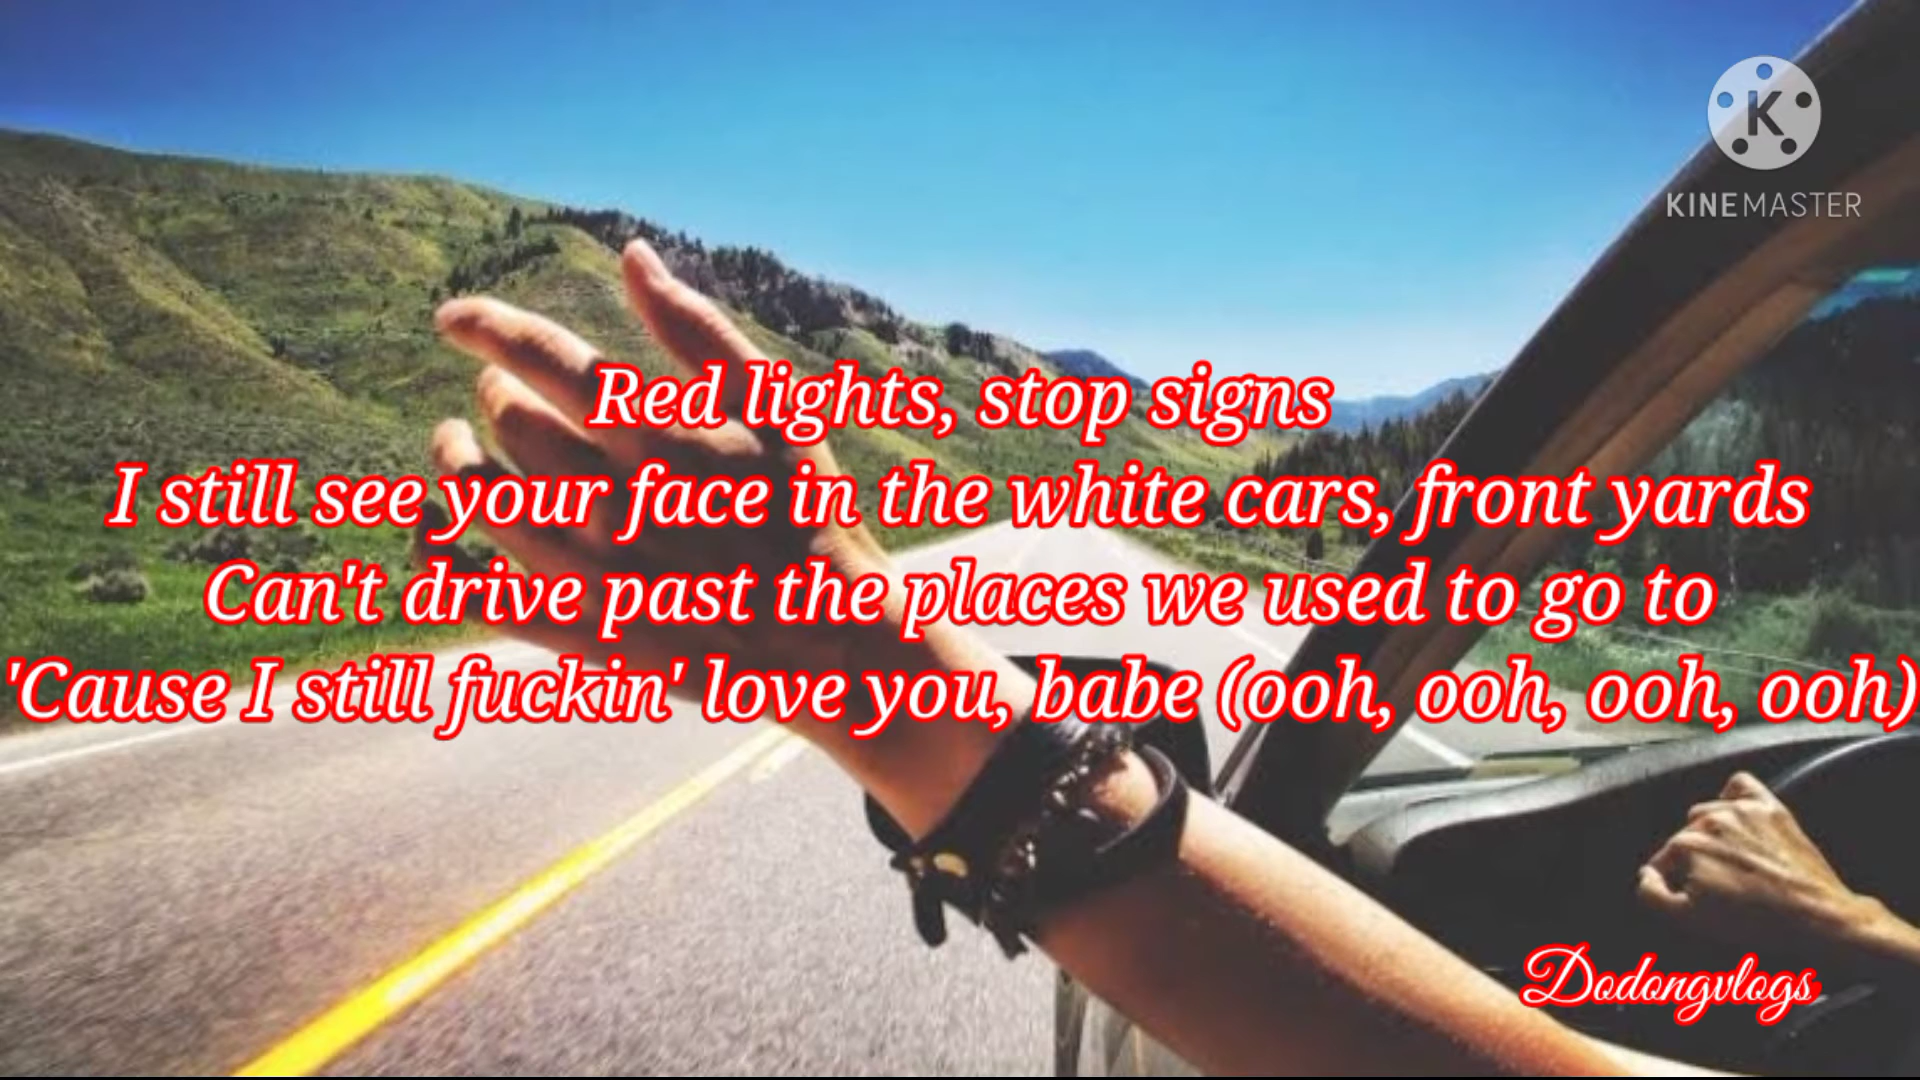 K
KINEMASTER
Red lights, stop signs
I still see your face in the white cars, front yards
Can't drive past the places we used to go to
'Cause I still fuckin' love you, babe (ooh, ooh, ooh, ooh)
Dodongvlogs